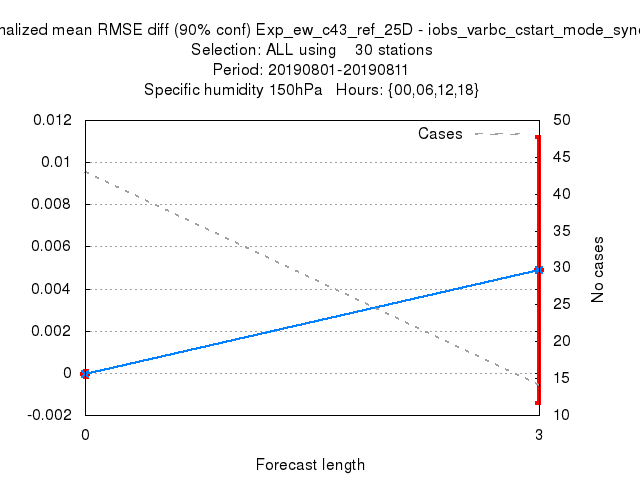 nalized mean RMSE diff (90% conf) Exp_ew_c43_ref_25D - iobs_varbc_cstart_mode_sync
Selection: ALL using 30 stations
Period: 20190801-20190811
Specific humidity 150hPa Hours: {00,06,12,18}
0.012
0.01
0.008
0.006
0.004
0.002
0
-0.002
50
45
40
35
30
25
20
15
10
Cases
No cases
0
3
Forecast length